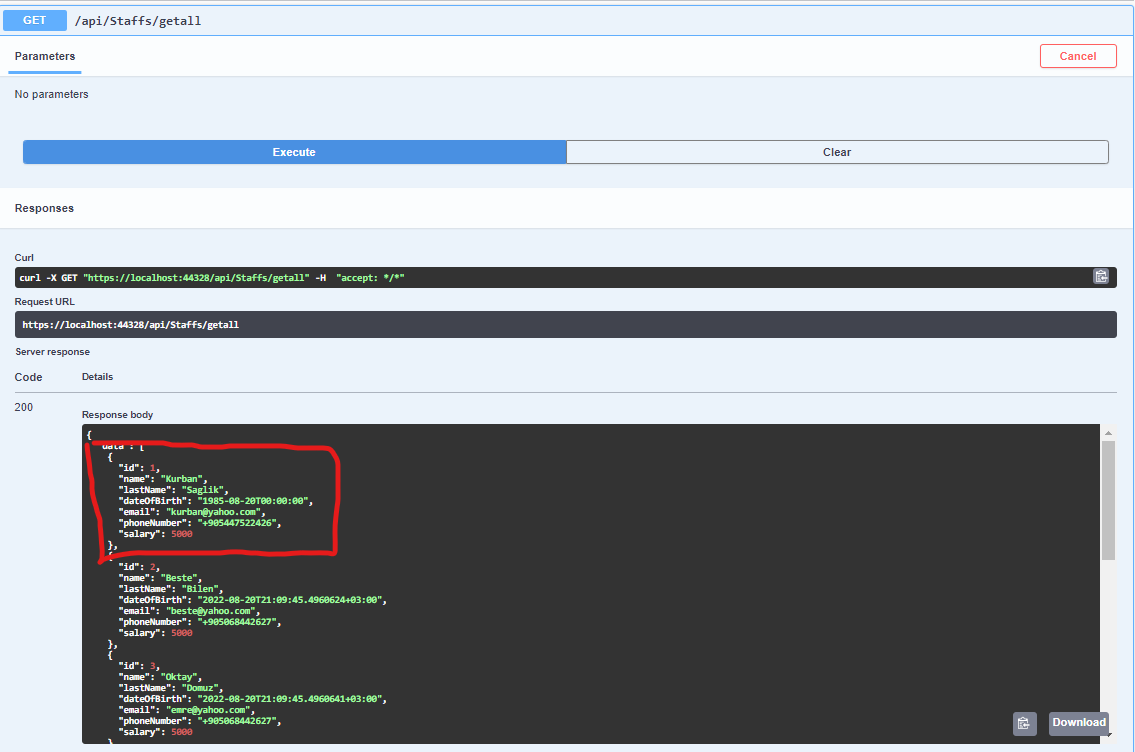 GET /api/Staffs/getall
Parameters
Cancel
No parameters
Execute
Clear
Responses
Curl
curl -X GET "https://localhost:44328/api/Staffs/getall" -H  "accept: */*"
Request URL
https://localhost:44328/api/Staffs/getall
Server response
Code Details
200
Response body
{
"data": [
{
"id": 1,
"name": "Kurban",
"lastName": "Saglik",
"dateOfBirth": "1985-08-20T00:00:00",
"email": "kurban@yahoo.com",
"phoneNumber": "+905447522426",
"salary": 5000
},
{
"id": 2,
"name": "Beste",
"lastName": "Bilen",
"dateOfBirth": "2022-08-20T21:09:45.4960624+03:00",
"email": "beste@yahoo.com",
"phoneNumber": "+905068442627",
"salary": 5000
},
{
"id": 3,
"name": "Oktay",
"lastName": "Domuz",
"dateOfBirth": "2022-08-20T21:09:45.4960641+03:00",
"email": "emre@yahoo.com",
"phoneNumber": "+905068442627",
"salary": 5000
}
Download